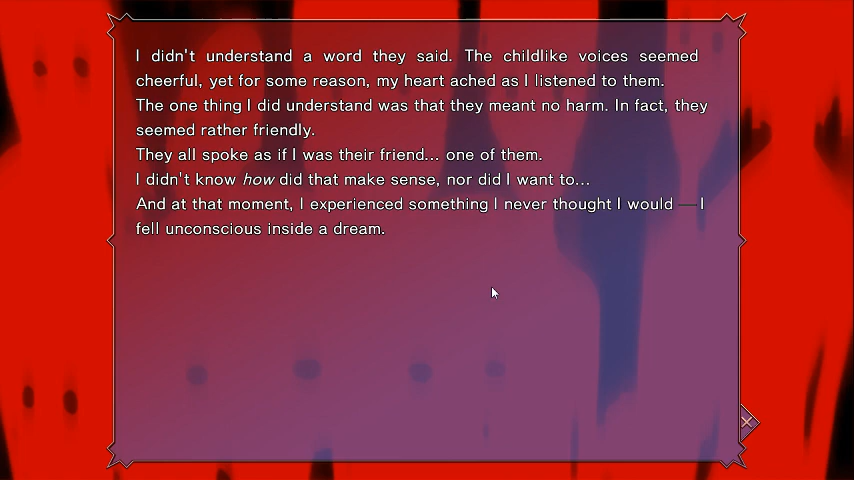 I didn't understand a word they said. The childlike voices seemed
cheerful, yet for some reason, my heart ached as I listened to them.
The one thing I did understand was that they meant no harm. In fact, they
seemed rather friendly.
They all spoke as if I was their friend... one of them.
I didn't know how did that make sense, nor did I want to...
And at that moment, I experienced something I never thought I would — I
fell unconscious inside a dream.